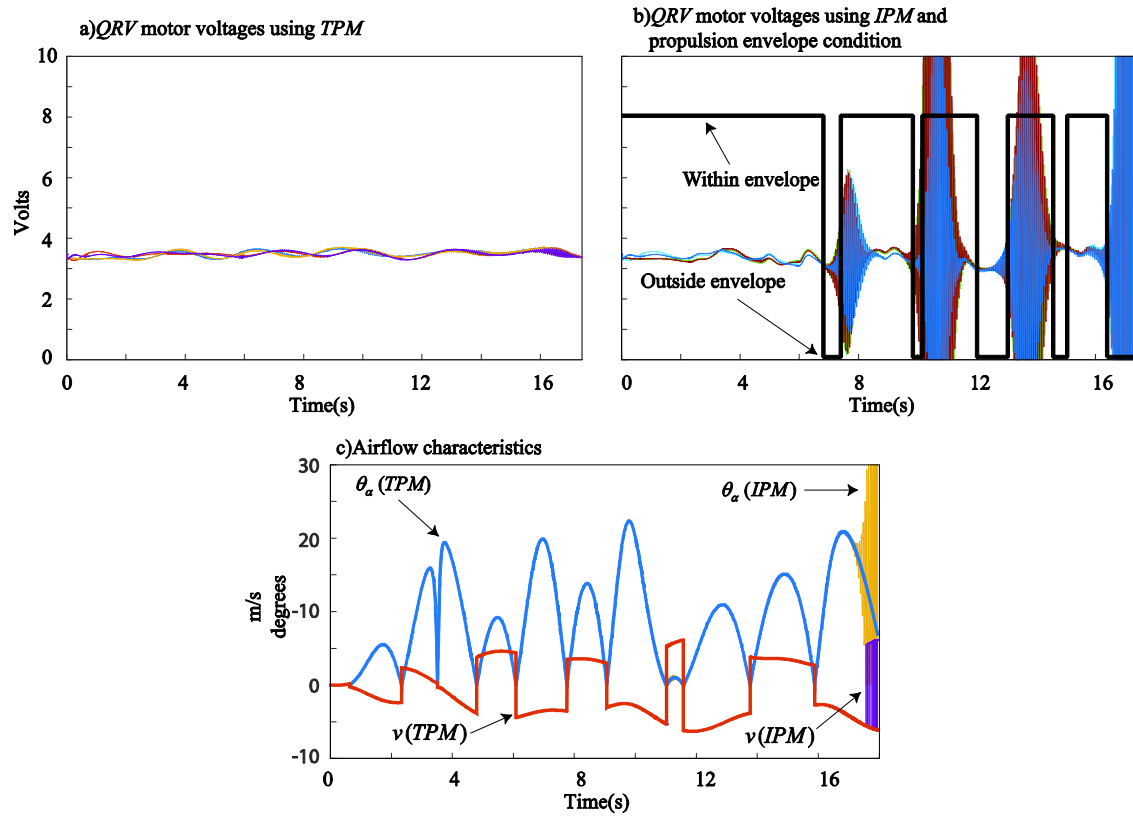 a)QRV motor voltages using TPM
b)QRV motor voltages using IPM and
propulsion envelope condition
10
8
6
4
2
0
Volts
0 4 8 12 16
Time(s)
Within envelope
Outside envelope
0 4 8 12 16
Time(s)
c)Airflow characteristics
30
20
-10
0
-10
m/s
degrees
θα (TPM)
θα (IPM)
v (TPM)
v (IPM)
0 4 8 12 16
Time(s)